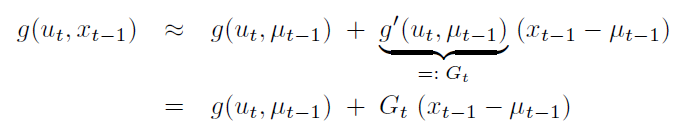 g(u_t, x_{t−1}) ≈ g(u_t, μ_{t−1}) + g′(u_t, μ_{t−1}) (x_{t−1} − μ_{t−1})
=: G_t
= g(u_t, μ_{t−1}) + G_t (x_{t−1} − μ_{t−1})